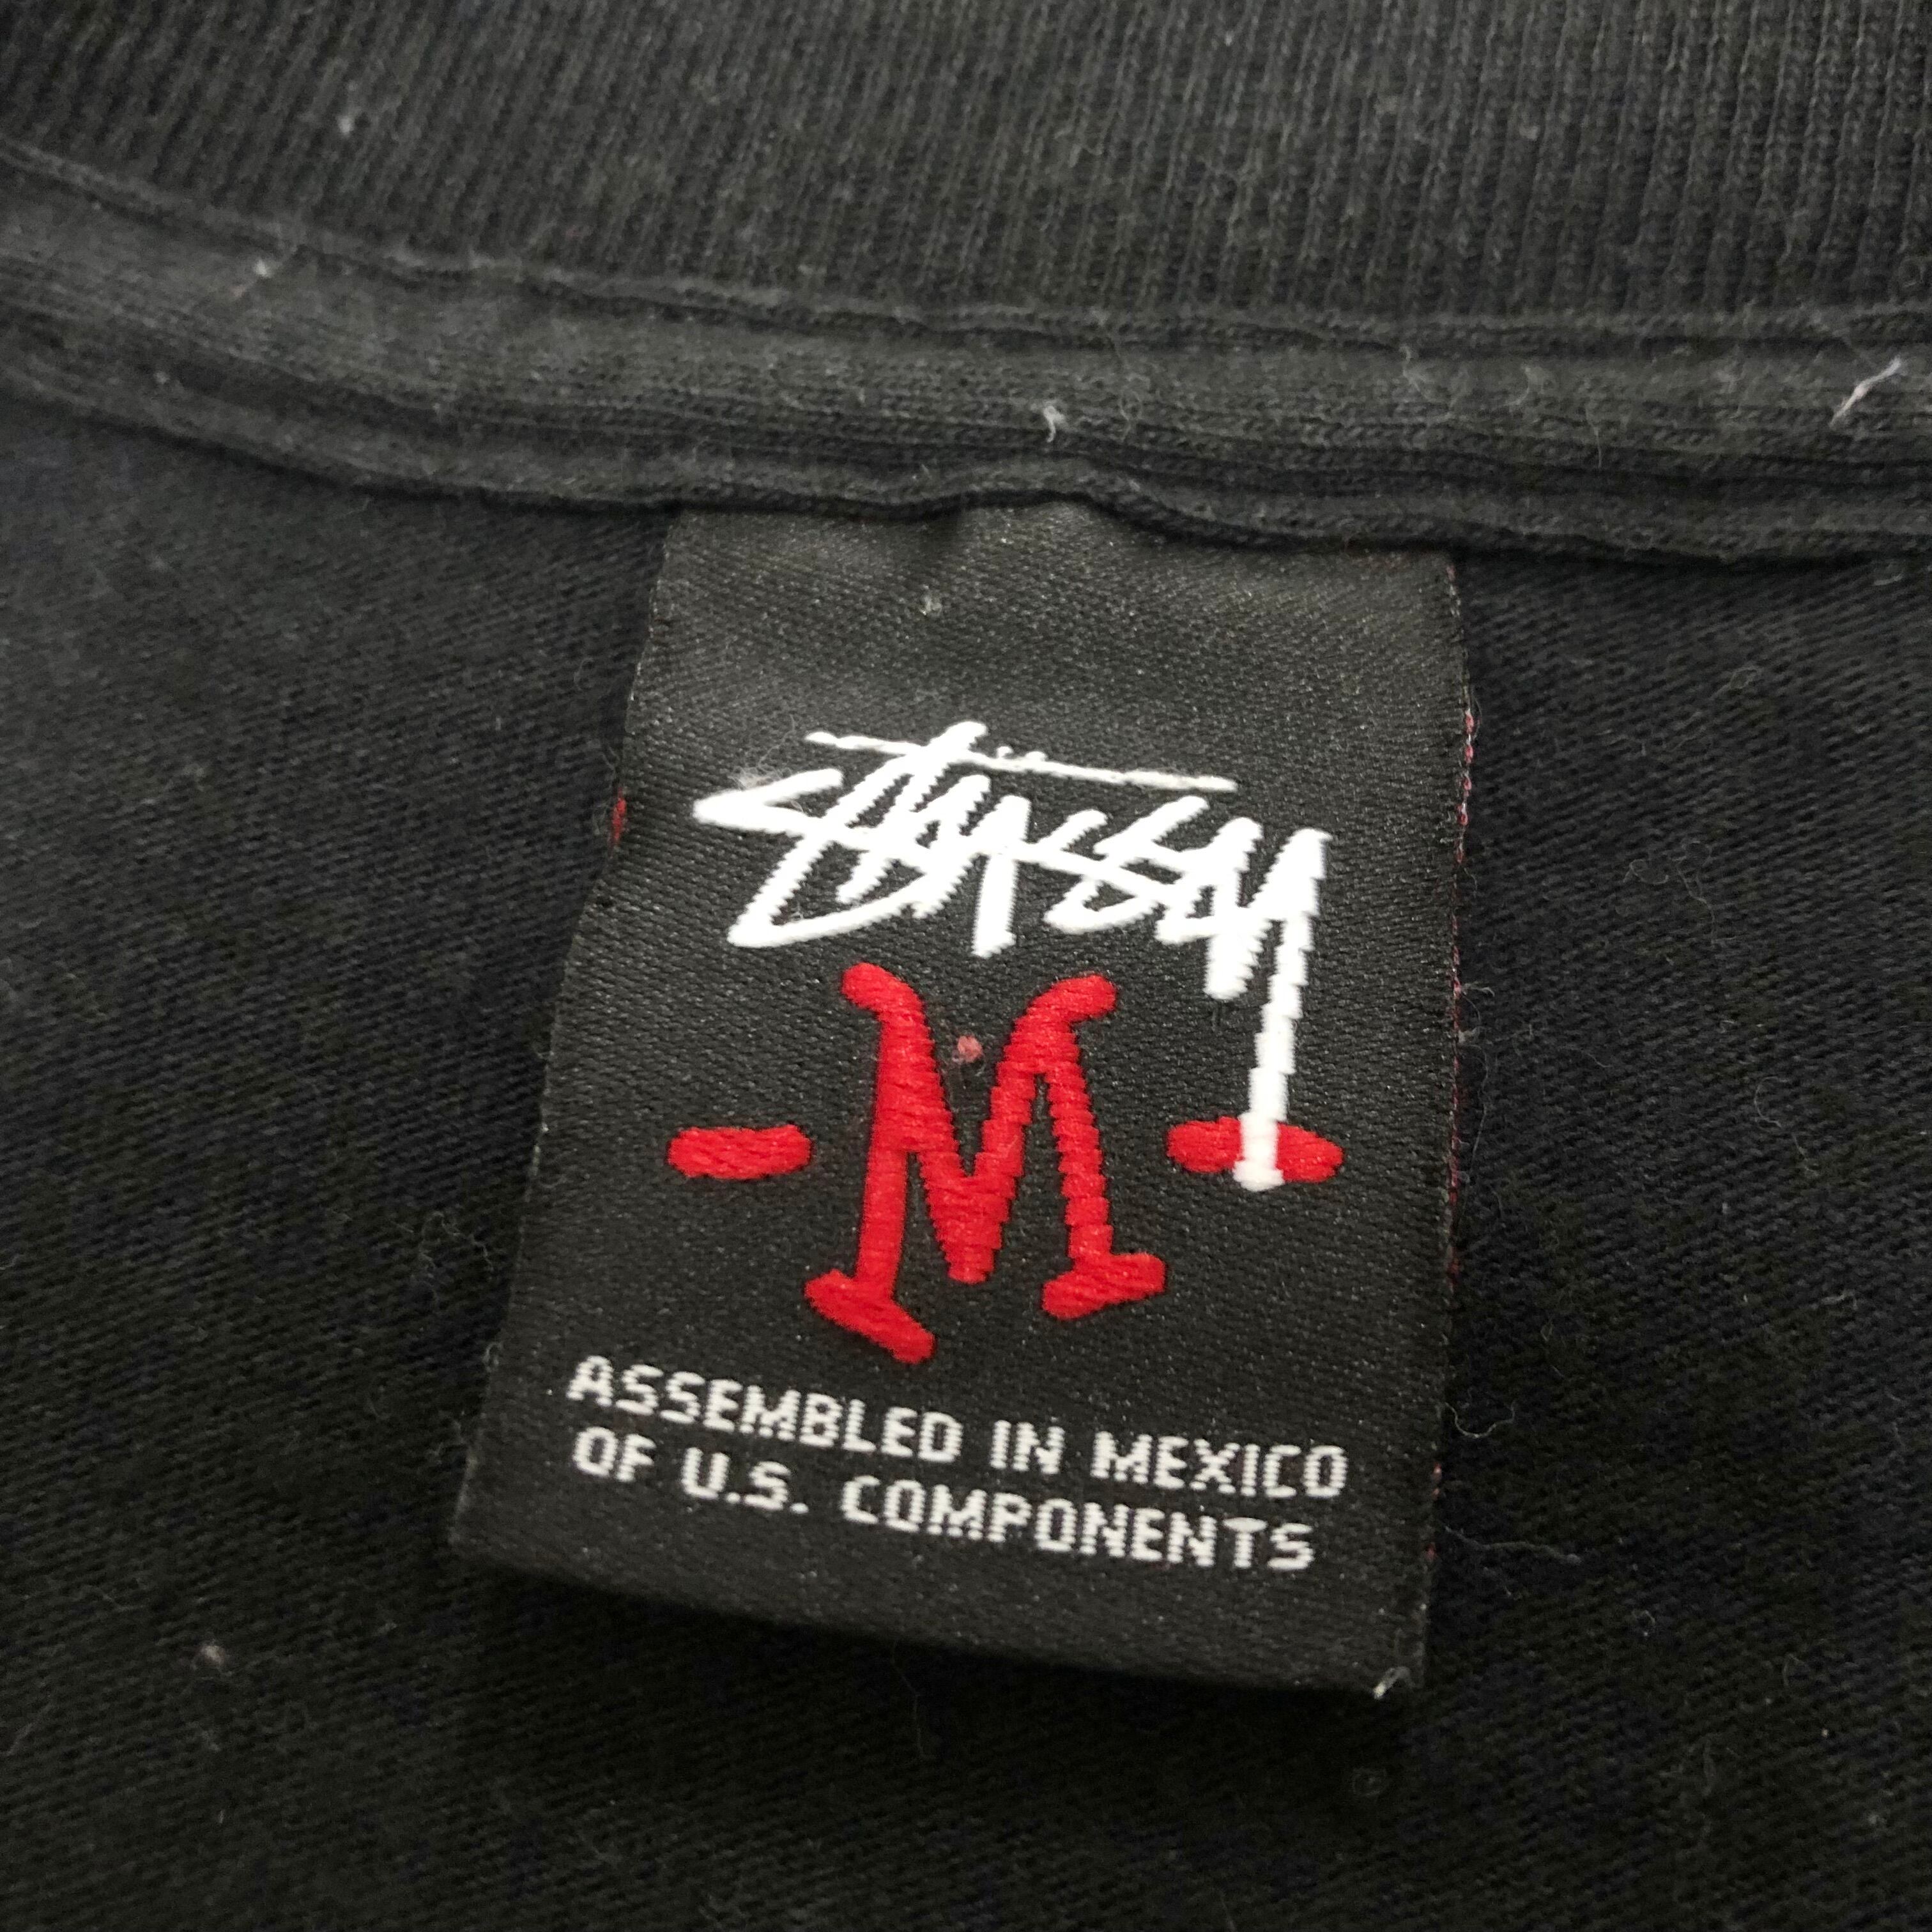 Stüssy
- M -
ASSEMBLED IN MEXICO
OF U.S. COMPONENTS